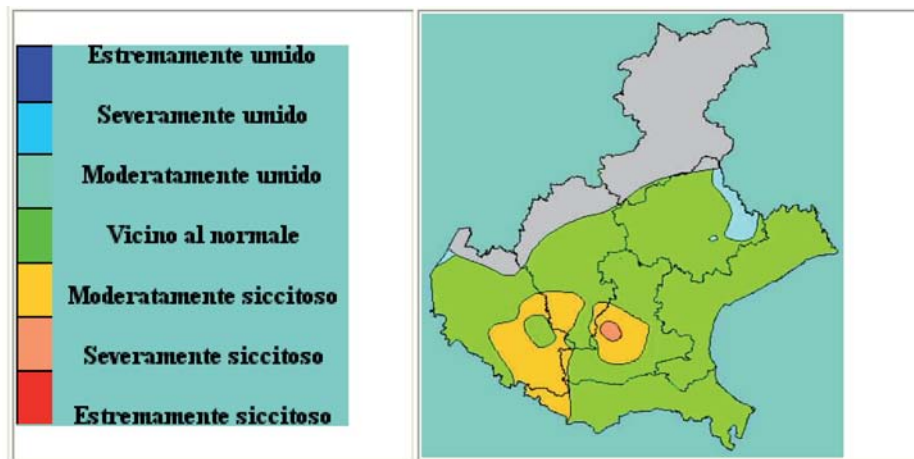 Estremamente umido
Severamente umido
Moderatamente umido
Vicino al normale
Moderatamente siccitoso
Severamente siccitoso
Estremamente siccitoso